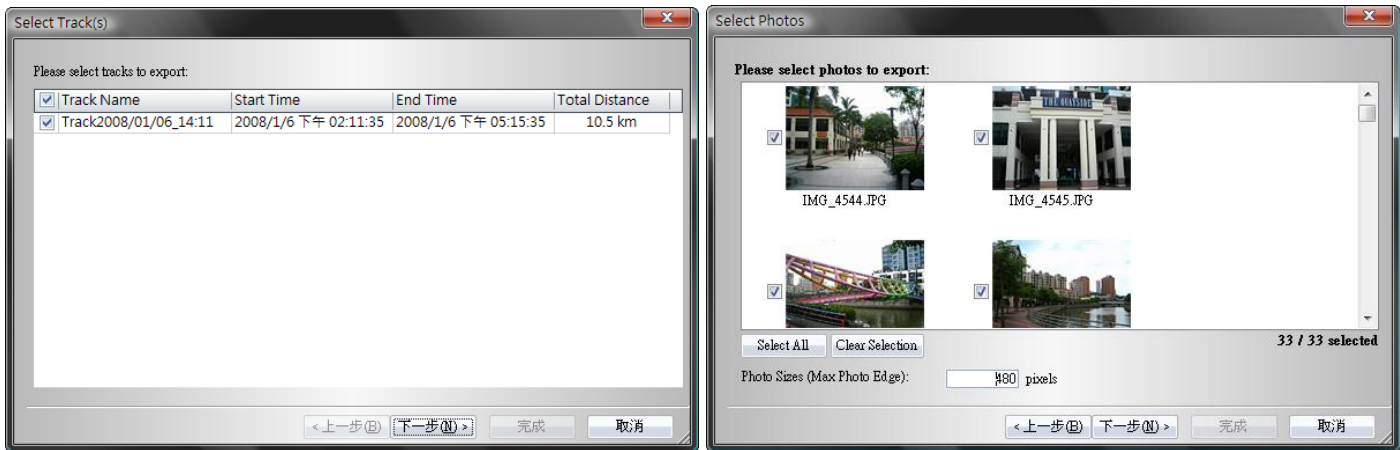 Select Track(s)
Please select tracks to export:
Track Name Start Time End Time Total Distance
Track2008/01/06_14:11 2008/1/6 下午 02:11:35 2008/1/6 下午 05:15:35 10.5 km
<上一步(B) 下一步(N)> 完成 取消
Select Photos
Please select photos to export:
THE QUAYSIDE
IMG_4544.JPG IMG_4545.JPG
Select All Clear Selection 33 / 33 selected
Photo Sizes (Max Photo Edge): 480 pixels
<上一步(B) 下一步(N)> 完成 取消